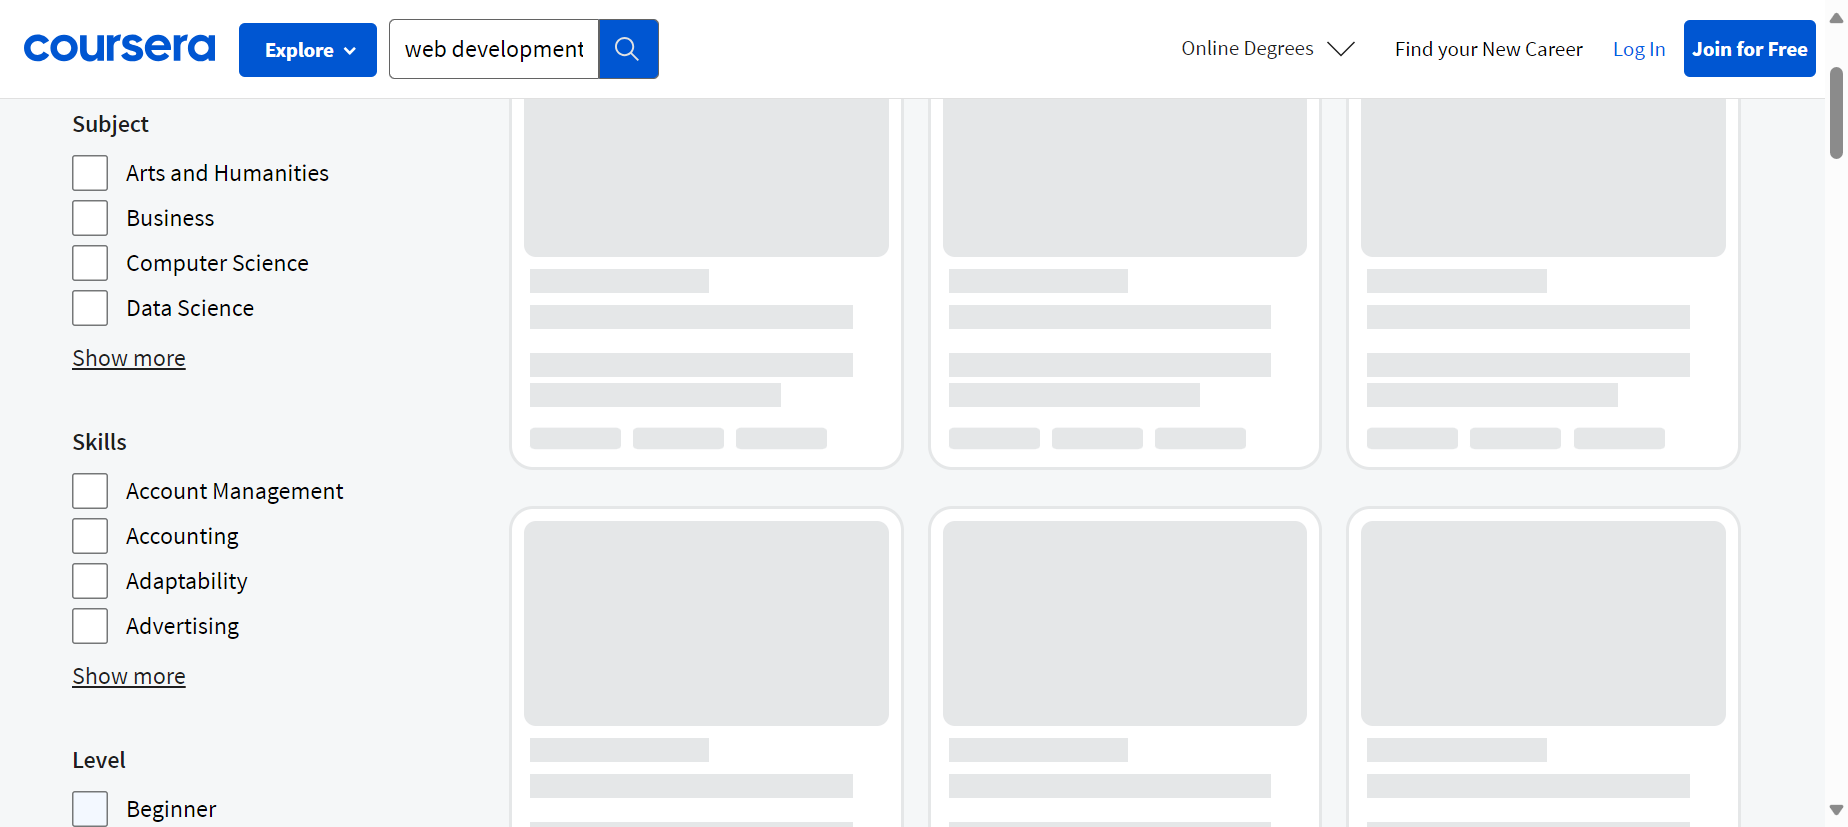 coursera
Explore
web development
Online Degrees
Find your New Career
Log In
Join for Free
Subject
Arts and Humanities
Business
Computer Science
Data Science
Show more
Skills
Account Management
Accounting
Adaptability
Advertising
Show more
Level
Beginner